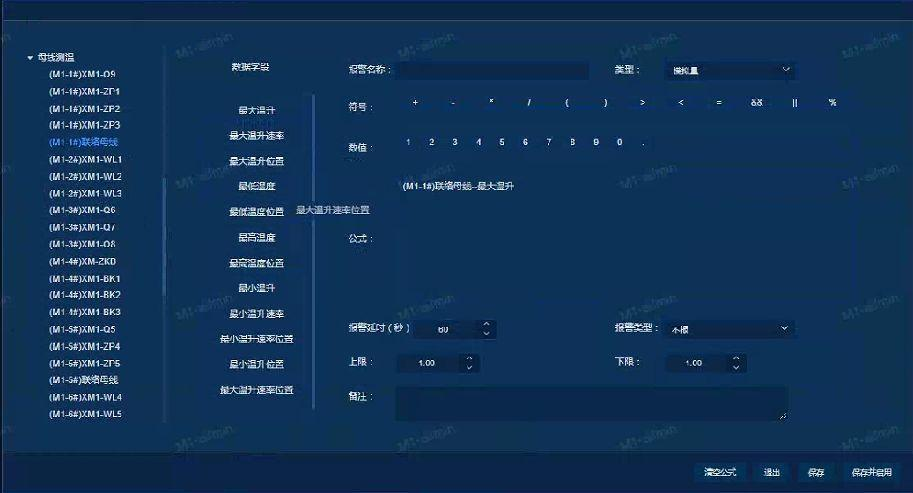 母线测温
(M1-1#)XM1-Q9
(M1-1#)XM1-ZP1
(M1-1#)XM1-ZP2
(M1-1#)XM1-ZP3
(M1-1#)联络母线
(M1-2#)XM1-WL1
(M1-2#)XM1-WL2
(M1-2#)XM1-WL3
(M1-3#)XM1-Q6
(M1-3#)XM1-Q7
(M1-3#)XM1-Q8
(M1-4#)XM-ZKB
(M1-4#)XM1-BK1
(M1-4#)XM1-BK2
(M1-4#)XM1-BK3
(M1-5#)XM1-Q5
(M1-5#)XM1-ZP4
(M1-5#)XM1-ZP5
(M1-5#)联络母线
(M1-6#)XM1-WL4
(M1-6#)XM1-WL5
数据字段
最大温升
最大温升速率
最大温升位置
最低温度
最低温度位置
最高温度
最高温度位置
最小温升
最小温升速率
最小温升速率位置
最小温升位置
最大温升速率位置
最大温升速率位置
报警名称：
类型： 模拟量
符号： + - * / ( ) > < = && || %
数值： 1 2 3 4 5 6 7 8 9 0 .
(M1-1#)联络母线--最大温升
公式：
报警延时（秒） 60
报警类型： 不限
上限： 1.00
下限： 1.00
备注：
清空公式 退出 保存 保存并启用
M1-admin